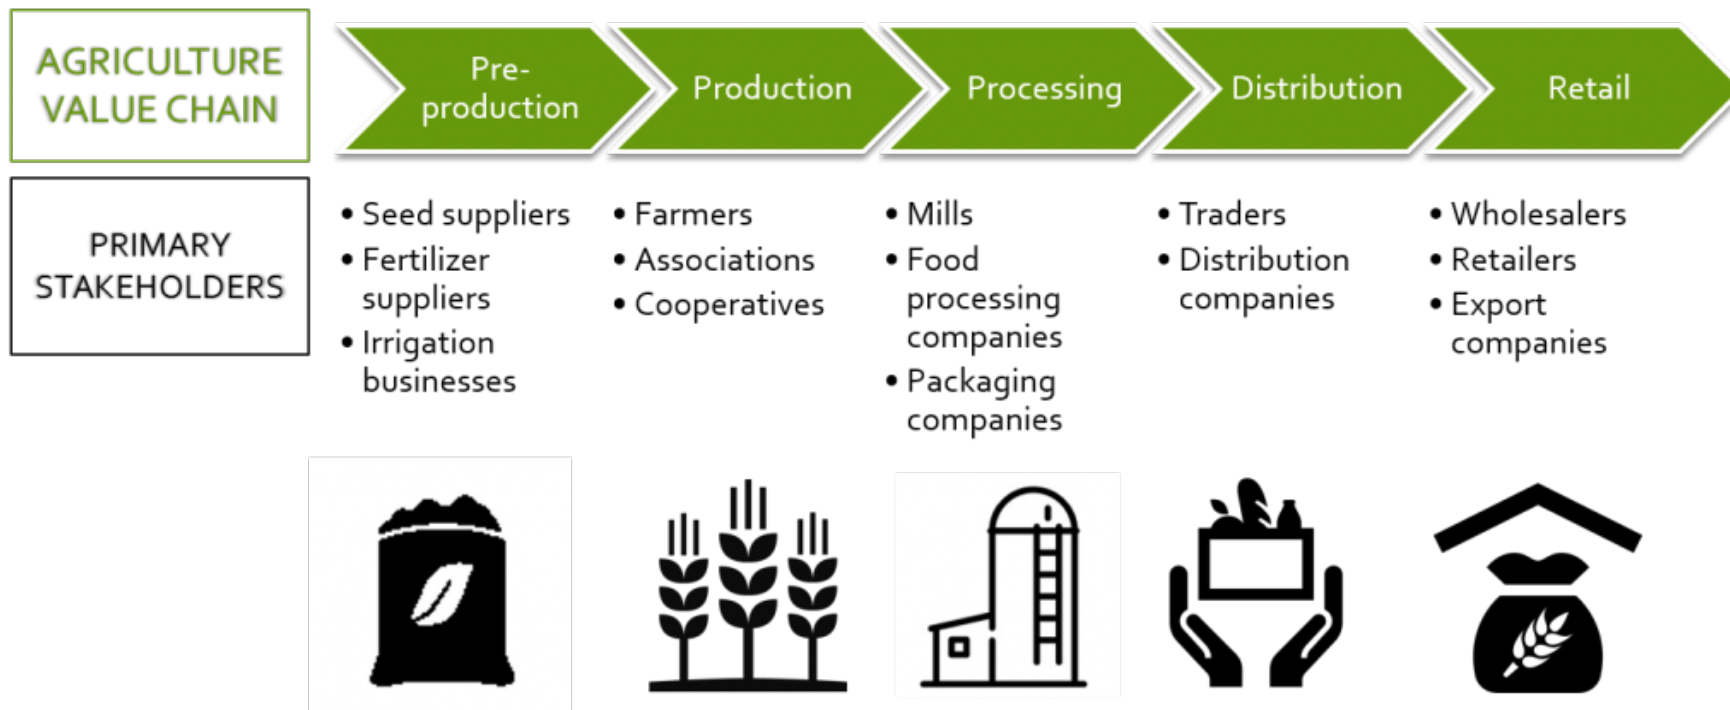 AGRICULTURE
VALUE CHAIN
Pre-
production
Production
Processing
Distribution
Retail
PRIMARY
STAKEHOLDERS
• Seed suppliers
• Fertilizer
suppliers
• Irrigation
businesses
• Farmers
• Associations
• Cooperatives
• Mills
• Food
processing
companies
• Packaging
companies
• Traders
• Distribution
companies
• Wholesalers
• Retailers
• Export
companies